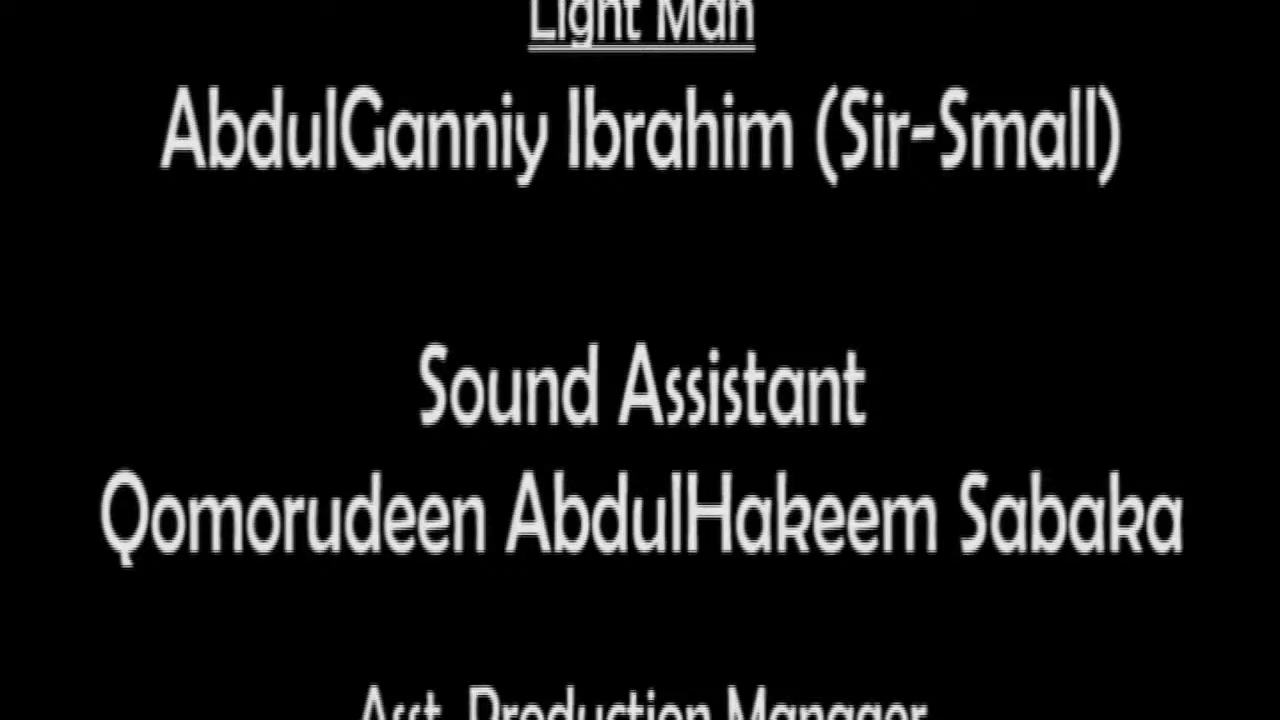 Light Man
AbdulGanniy Ibrahim (Sir-Small)
Sound Assistant
Qomorudeen AbdulHakeem Sabaka
Asst. Production Manager